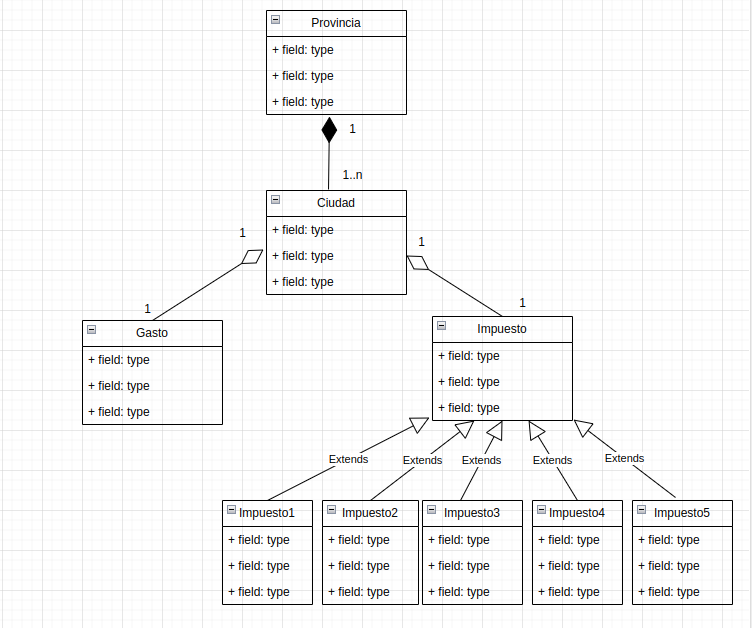 Provincia
+ field: type
+ field: type
+ field: type
1
1..n
Ciudad
+ field: type
+ field: type
+ field: type
1
1
1
1
Gasto
+ field: type
+ field: type
+ field: type
Impuesto
+ field: type
+ field: type
+ field: type
Extends
Extends
Extends
Extends
Extends
Impuesto1
+ field: type
+ field: type
+ field: type
Impuesto2
+ field: type
+ field: type
+ field: type
Impuesto3
+ field: type
+ field: type
+ field: type
Impuesto4
+ field: type
+ field: type
+ field: type
Impuesto5
+ field: type
+ field: type
+ field: type